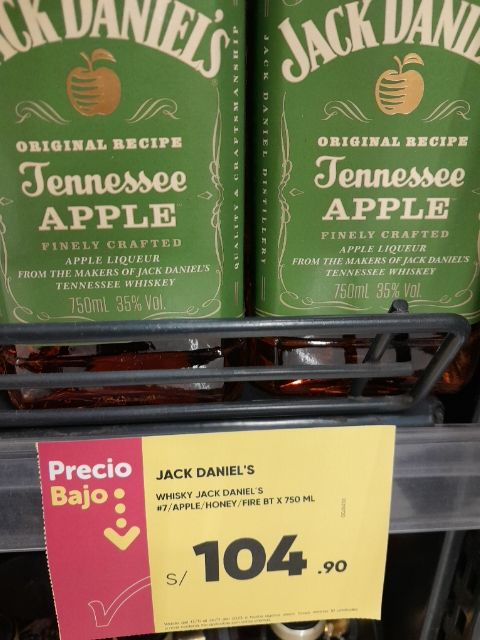 JACK DANIEL'S
ORIGINAL RECIPE
Tennessee
APPLE
FINELY CRAFTED
APPLE LIQUEUR
FROM THE MAKERS OF JACK DANIEL'S
TENNESSEE WHISKEY
750mL 35% Vol.
QUALITY & CRAFTSMANSHIP
JACK DANIEL DISTILLERY
JACK DANIEL'S
ORIGINAL RECIPE
Tennessee
APPLE
FINELY CRAFTED
APPLE LIQUEUR
FROM THE MAKERS OF JACK DANIEL'S
TENNESSEE WHISKEY
750mL 35% Vol.
Precio
Bajo
JACK DANIEL'S
WHISKY JACK DANIEL'S
#7/APPLE/HONEY/FIRE BT X 750 ML
S/ 104.90